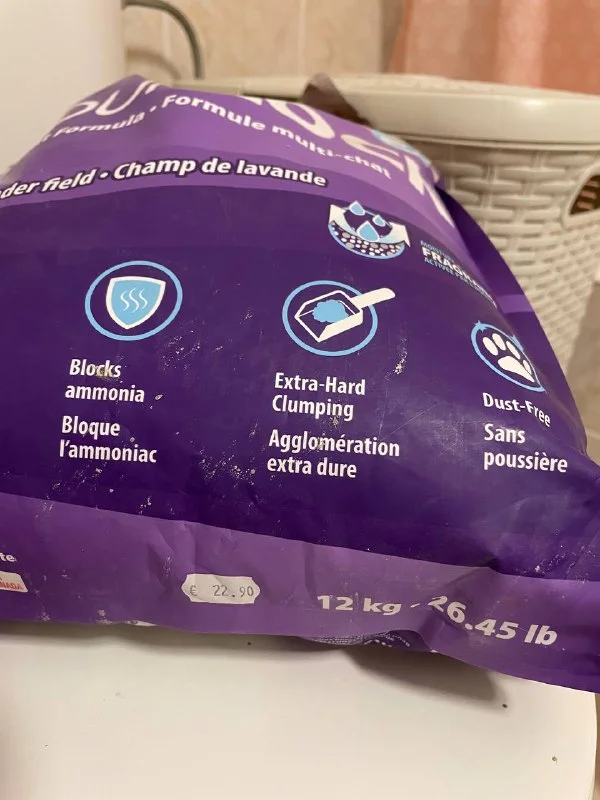 Formula • Formule multi-chat
der field • Champ de lavande
FRAGRANCE
Blocks
ammonia
Bloque
l'ammoniac
Extra-Hard
Clumping
Agglomération
extra dure
Dust-Free
Sans
poussière
€ 22.90
12 kg - 26.45 lb